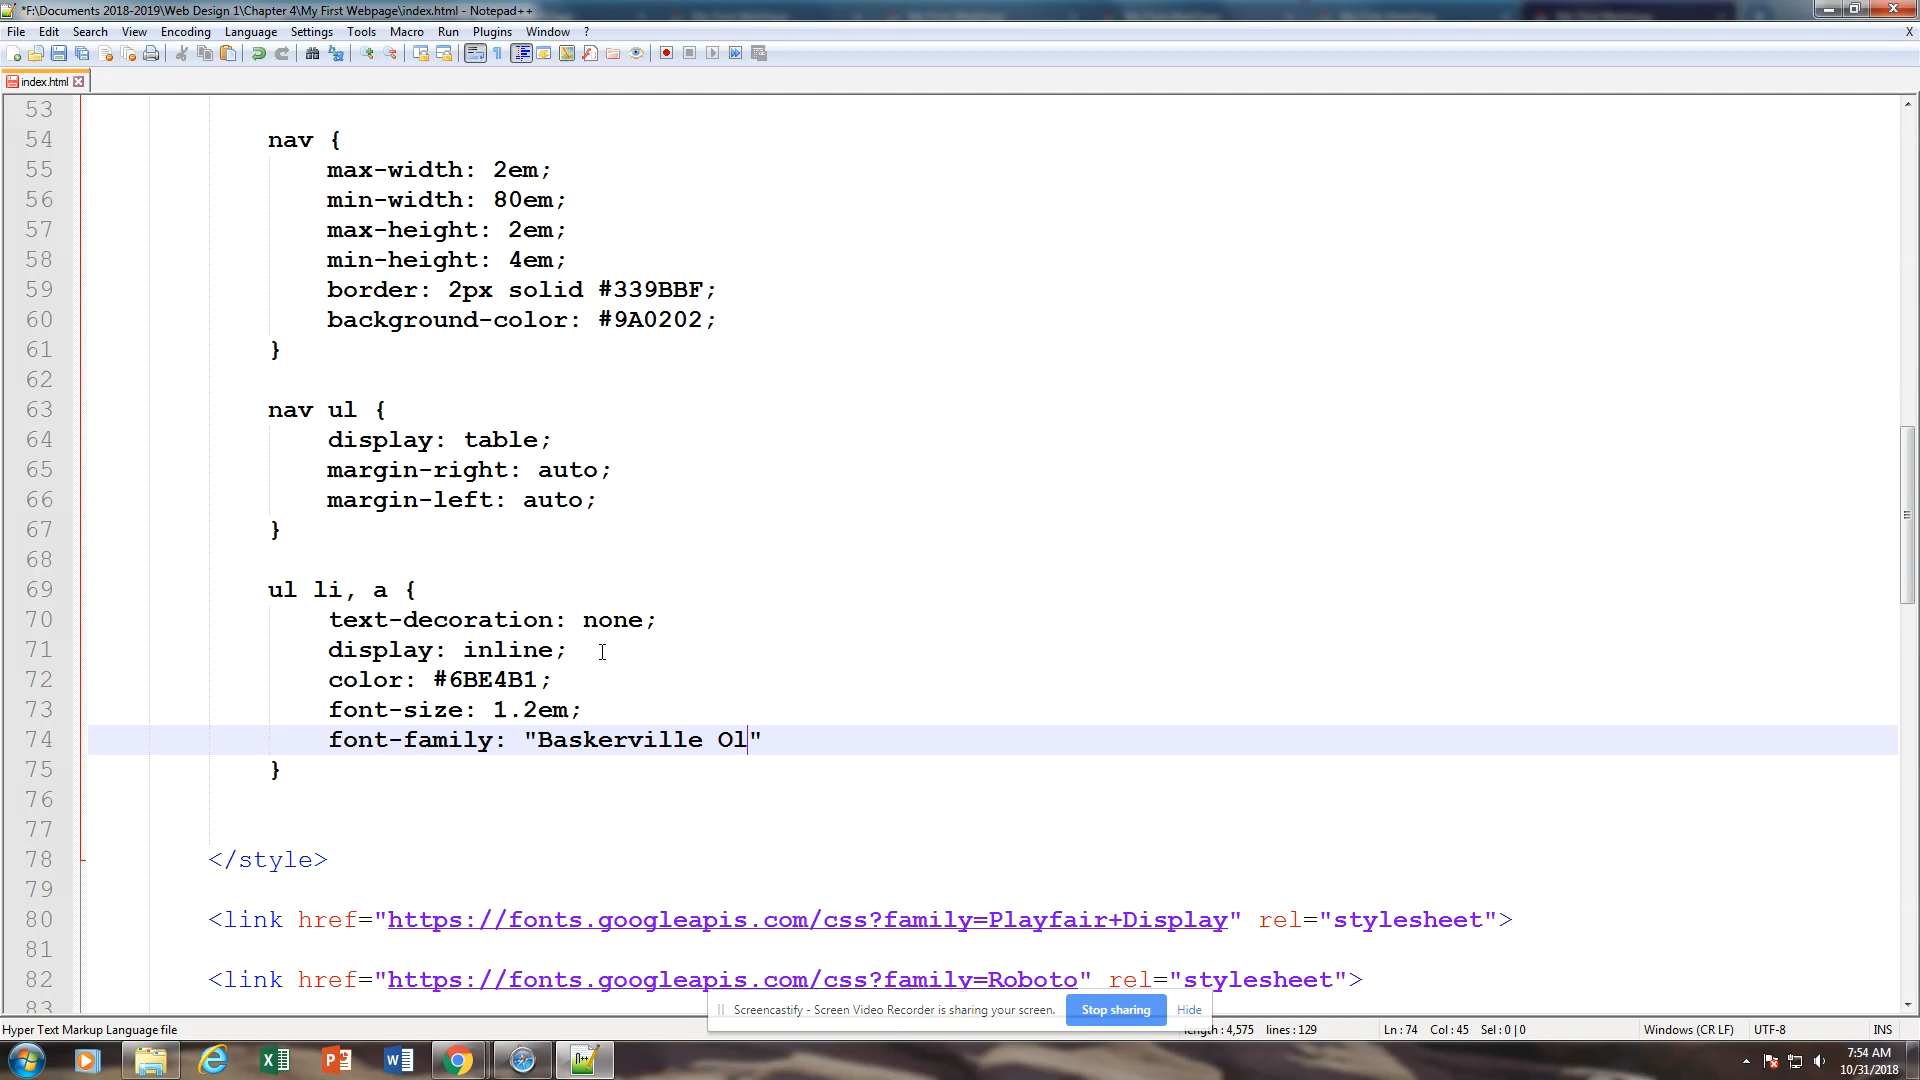 *F:\Documents 2018-2019\Web Design 1\Chapter 4\My First Webpage\index.html - Notepad++
File Edit Search View Encoding Language Settings Tools Macro Run Plugins Window ? X
index.html
53
54 nav {
55 max-width: 2em;
56 min-width: 80em;
57 max-height: 2em;
58 min-height: 4em;
59 border: 2px solid #339BBF;
60 background-color: #9A0202;
61 }
62
63 nav ul {
64 display: table;
65 margin-right: auto;
66 margin-left: auto;
67 }
68
69 ul li, a {
70 text-decoration: none;
71 display: inline;
72 color: #6BE4B1;
73 font-size: 1.2em;
74 font-family: "Baskerville Ol"
75 }
76
77
78 </style>
79
80 <link href="https://fonts.googleapis.com/css?family=Playfair+Display" rel="stylesheet">
81
82 <link href="https://fonts.googleapis.com/css?family=Roboto" rel="stylesheet">
83
Screencastify - Screen Video Recorder is sharing your screen. Stop sharing Hide
Hyper Text Markup Language file length : 4,575 lines : 129 Ln : 74 Col : 45 Sel : 0 | 0 Windows (CR LF) UTF-8 INS
7:54 AM
10/31/2018